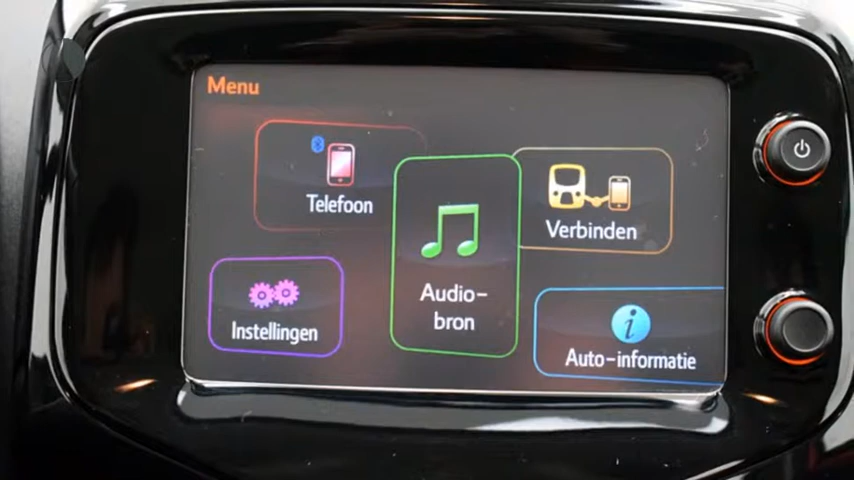 Menu
Telefoon
Verbinden
Audio-
bron
Instellingen
Auto-informatie